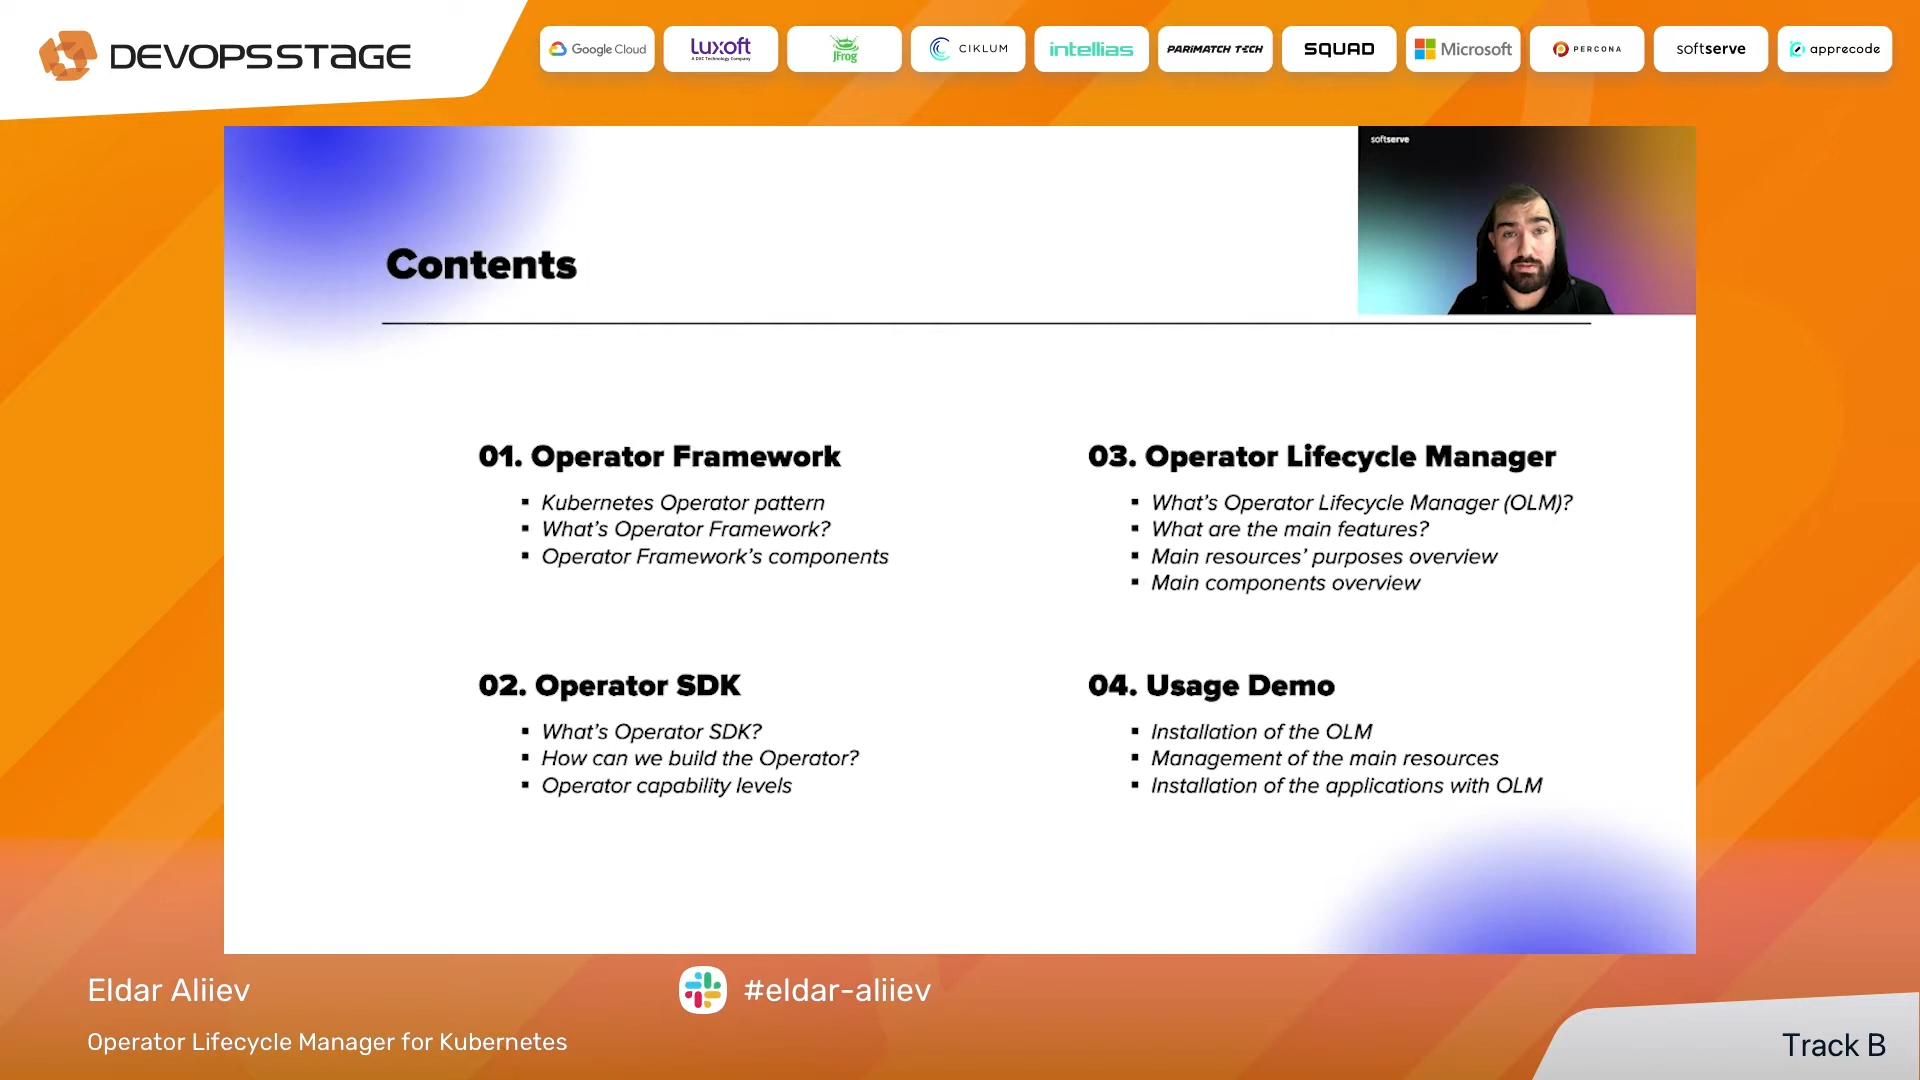 DEVOPSSTAGE
Google Cloud
Luxoft
A DXC Technology Company
JFrog
CIKLUM
intellias
PARIMATCH TECH
SQUAD
Microsoft
PERCONA
softserve
apprecode
softserve
Contents
01. Operator Framework
▪ Kubernetes Operator pattern
▪ What's Operator Framework?
▪ Operator Framework's components
02. Operator SDK
▪ What's Operator SDK?
▪ How can we build the Operator?
▪ Operator capability levels
03. Operator Lifecycle Manager
▪ What's Operator Lifecycle Manager (OLM)?
▪ What are the main features?
▪ Main resources' purposes overview
▪ Main components overview
04. Usage Demo
▪ Installation of the OLM
▪ Management of the main resources
▪ Installation of the applications with OLM
Eldar Aliiev
#eldar-aliiev
Operator Lifecycle Manager for Kubernetes
Track B